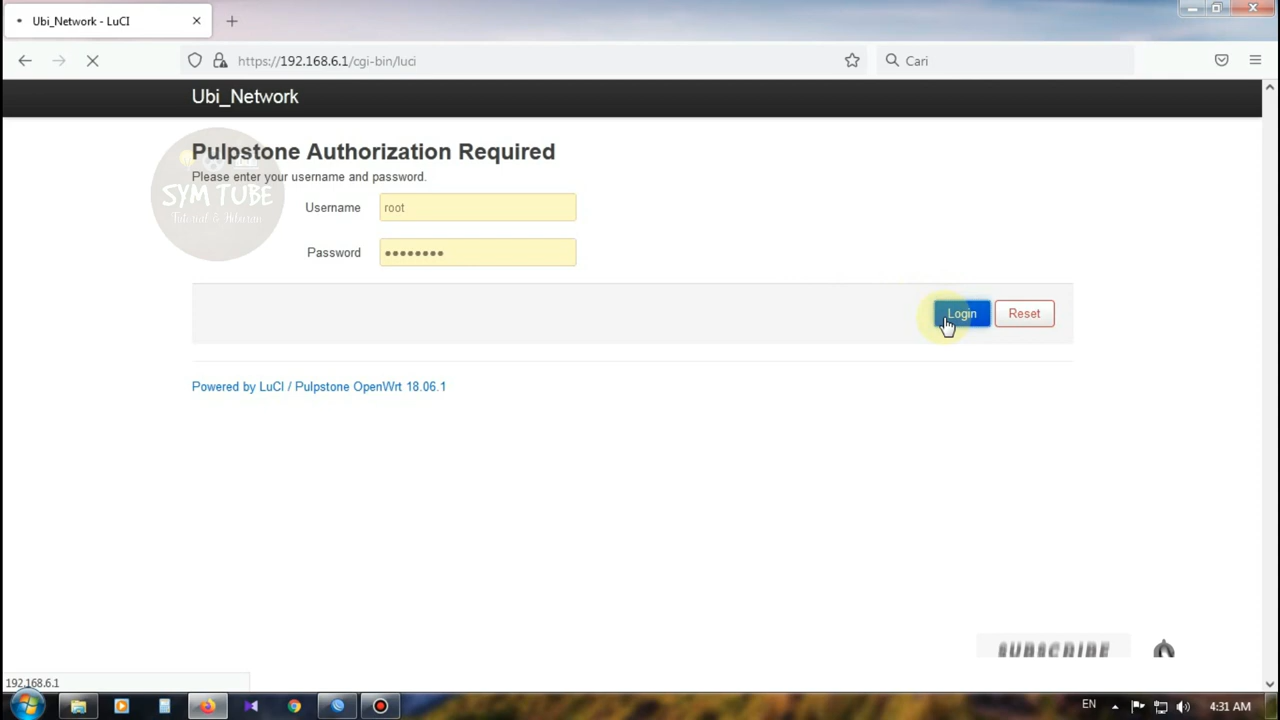 Ubi_Network - LuCI
https://192.168.6.1/cgi-bin/luci
Cari
Ubi_Network
Pulpstone Authorization Required
Please enter your username and password.
SYM TUBE
Tutorial &
Username
root
Password
Login
Reset
Powered by LuCI / Pulpstone OpenWrt 18.06.1
SUBSCRIBE
192.168.6.1
EN
4:31 AM